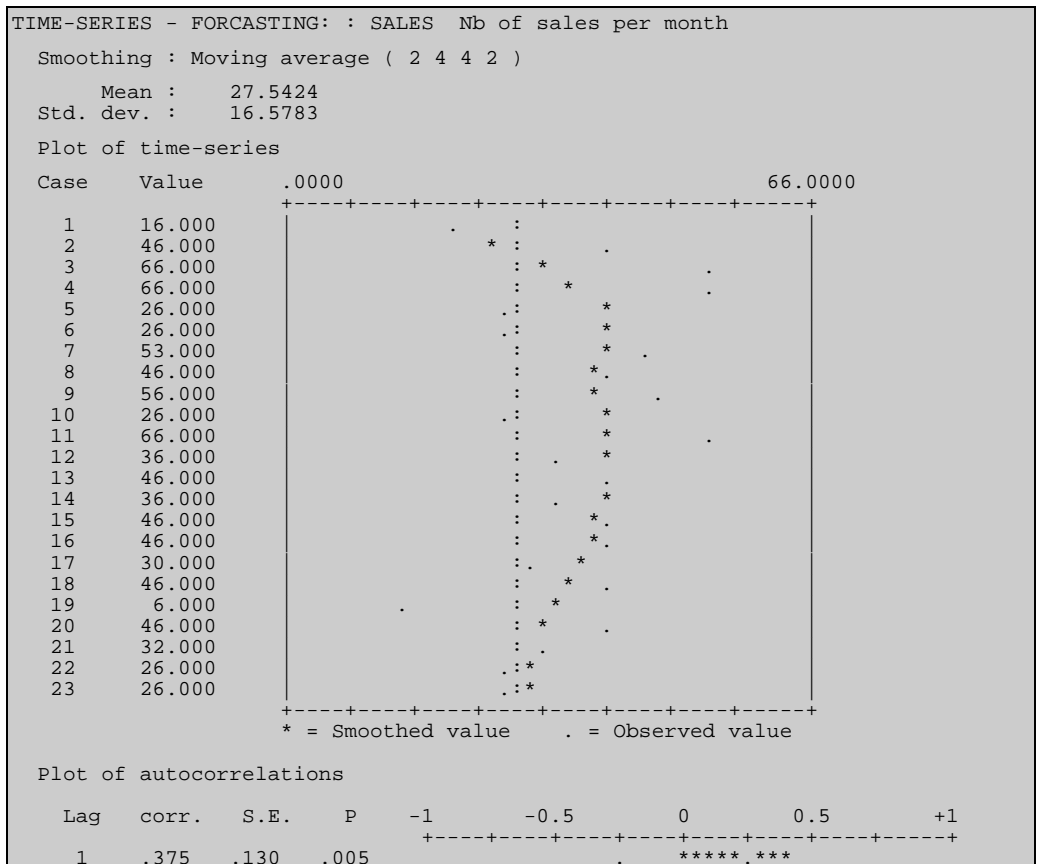 TIME-SERIES - FORCASTING: : SALES  Nb of sales per month
Smoothing : Moving average ( 2 4 4 2 )
Mean :     27.5424
Std. dev. :     16.5783
Plot of time-series
Case    Value      .0000                                 66.0000
+----+----+----+----+----+----+----+-----+
1     16.000     |             .    :                      |
2     46.000     |                * :       .              |
3     66.000     |                  : *             .      |
4     66.000     |                  :   *           .      |
5     26.000     |                 .:      *               |
6     26.000     |                 .:      *               |
7     53.000     |                  :      *  .            |
8     46.000     |                  :     *.               |
9     56.000     |                  :     *    .           |
10     26.000     |                 .:      *               |
11     66.000     |                  :      *       .       |
12     36.000     |                  :  .   *               |
13     46.000     |                  :      .               |
14     36.000     |                  :  .   *               |
15     46.000     |                  :     *.               |
16     46.000     |                  :     *.               |
17     30.000     |                  :.   *                 |
18     46.000     |                  :   *  .               |
19      6.000     |         .        :  *                   |
20     46.000     |                  : *    .               |
21     32.000     |                  : .                    |
22     26.000     |                 .:*                     |
23     26.000     |                 .:*                     |
+----+----+----+----+----+----+----+-----+
* = Smoothed value    . = Observed value
Plot of autocorrelations
Lag   corr.   S.E.   P    -1       -0.5        0        0.5       +1
+----+----+----+----+----+----+----+-----+
1    .375   .130   .005                   .    *****.***